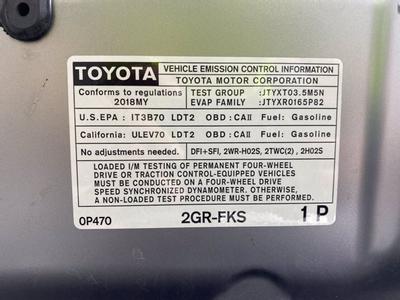 TOYOTA
VEHICLE EMISSION CONTROL INFORMATION
TOYOTA MOTOR CORPORATION
Conforms to regulations
2018MY
TEST GROUP :JTYXT03.5M5N
EVAP FAMILY :JTYXR0165P82
U.S.EPA : IT3B70 LDT2 OBD:CAII Fuel: Gasoline
California: ULEV70 LDT2 OBD:CAII Fuel: Gasoline
No adjustments needed. DFI+SFI, 2WR-HO2S, 2TWC(2), 2HO2S
LOADED I/M TESTING OF PERMANENT FOUR-WHEEL
DRIVE OR TRACTION CONTROL-EQUIPPED VEHICLES
MUST BE CONDUCTED ON A FOUR-WHEEL DRIVE
SPEED SYNCHRONIZED DYNAMOMETER. OTHERWISE,
A NON-LOADED TEST PROCEDURE MUST BE PERFORMED.
0P470 2GR-FKS 1 P